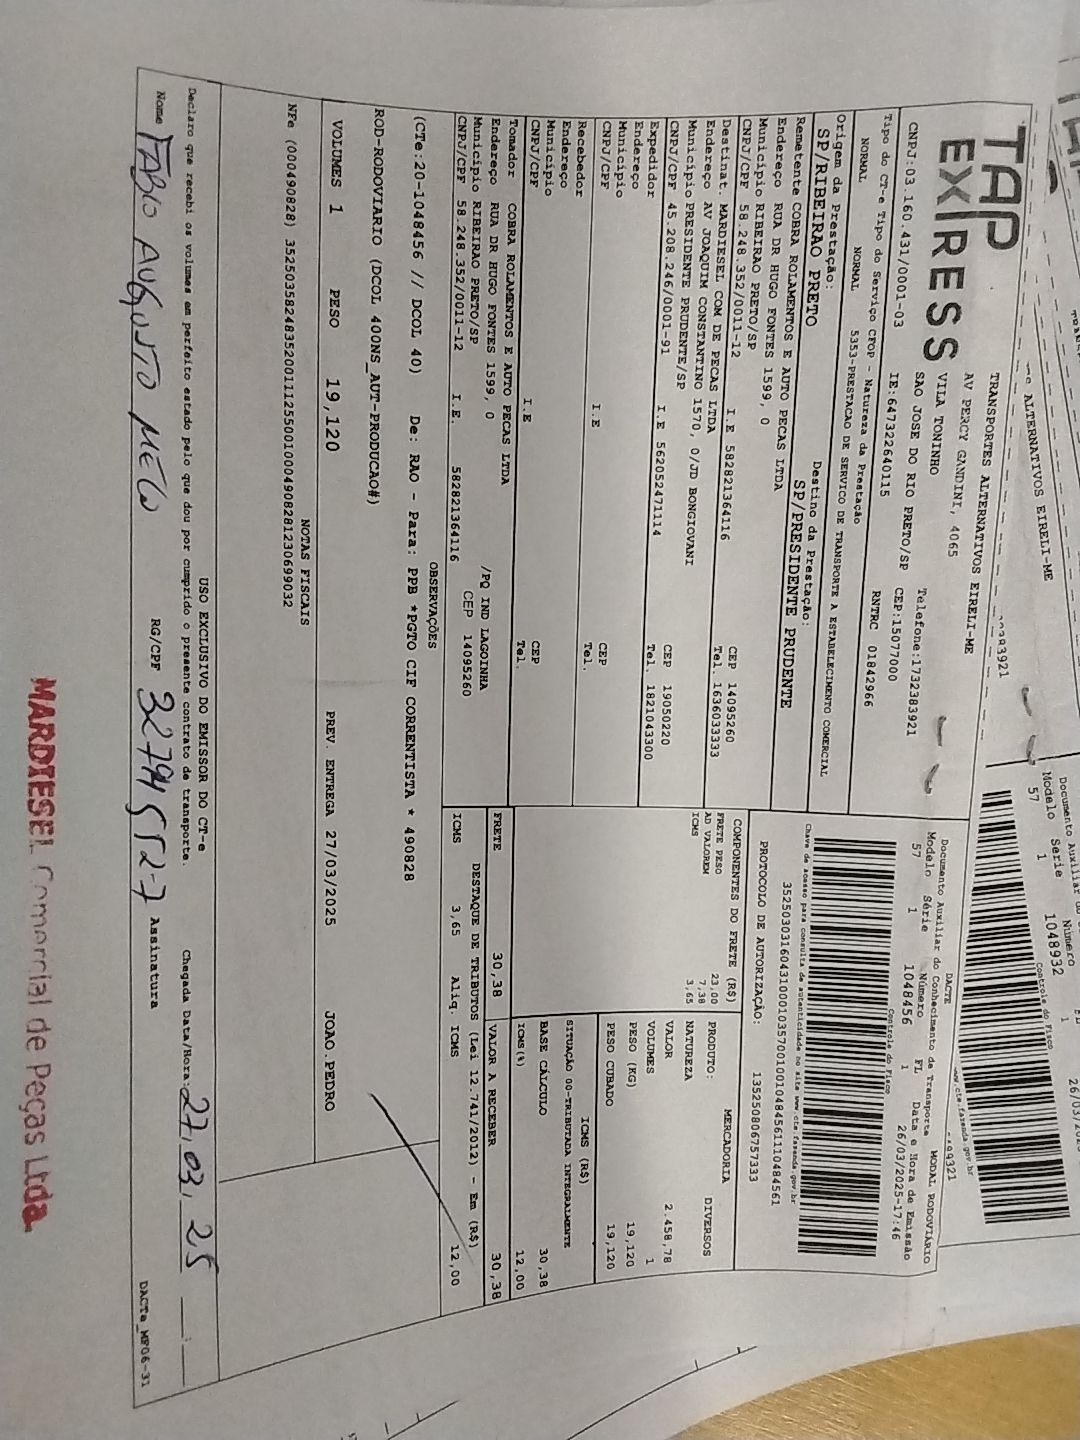 TAP
EXPRESS
TRANSPORTES ALTERNATIVOS EIRELI-ME
AV PERCY GANDINI, 4065
VILA TONINHO
SAO JOSE DO RIO PRETO/SP CEP:15077000
Telefone:1732383921
CNPJ:03.160.431/0001-03 IE:647322640115
RNTRC 01842966
DACTE
Documento Auxiliar do Conhecimento de Transporte MODAL RODOVIÁRIO
Modelo Série Número FL Data e Hora de Emissão
57 1 1048456 1 26/03/2025-17:46
Controle do Fisco
Tipo do CT-e Tipo do Serviço CFOP - Natureza da Prestação
NORMAL NORMAL 5353-PRESTACAO DE SERVICO DE TRANSPORTE A ESTABELECIMENTO COMERCIAL
Chave de acesso para consulta de autenticidade no site www.cte.fazenda.gov.br
35250303160431000103570010010484561110484561
PROTOCOLO DE AUTORIZAÇÃO: 135250806757333
Origem da Prestação: Destino da Prestação:
SP/RIBEIRAO PRETO SP/PRESIDENTE PRUDENTE
Remetente COBRA ROLAMENTOS E AUTO PECAS LTDA
Endereço RUA DR HUGO FONTES 1599, 0
Município RIBEIRAO PRETO/SP CEP 14095260
CNPJ/CPF 58.248.352/0011-12 I.E 582821364116 Tel. 1636033333
Destinat. MARDIESEL COM DE PECAS LTDA
Endereço AV JOAQUIM CONSTANTINO 1570, 0/JD BONGIOVANI
Município PRESIDENTE PRUDENTE/SP CEP 19050220
CNPJ/CPF 45.208.246/0001-91 I.E 562052471114 Tel. 1821043300
Expedidor
Endereço
Município CEP
CNPJ/CPF I.E Tel.
Recebedor
Endereço
Município CEP
CNPJ/CPF I.E Tel.
Tomador COBRA ROLAMENTOS E AUTO PECAS LTDA
Endereço RUA DR HUGO FONTES 1599, 0 /PQ IND LAGOINHA
Município RIBEIRAO PRETO/SP CEP 14095260
CNPJ/CPF 58.248.352/0011-12 I.E. 582821364116
COMPONENTES DO FRETE (R$)
FRETE PESO 23,00
AD VALOREM 7,38
ICMS 3,65
MERCADORIA
PRODUTO: DIVERSOS
NATUREZA
VALOR 2.458,78
VOLUMES 1
PESO (KG) 19,120
PESO CUBADO 19,120
ICMS (R$)
SITUAÇÃO 00-TRIBUTADA INTEGRALMENTE
BASE CÁLCULO 30,38
ICMS(%) 12,00
FRETE 30,38 VALOR A RECEBER 30,38
DESTAQUE DE TRIBUTOS (Lei 12.741/2012) - Em (R$)
ICMS 3,65 Aliq. ICMS 12,00
OBSERVAÇÕES
(CTe:20-1048456 // DCOL 40) De: RAO - Para: PPB *PGTO CIF CORRENTISTA * 490828
ROD-RODOVIARIO (DCOL 400NS_AUT-PRODUCAO#)
VOLUMES 1 PESO 19,120 PREV. ENTREGA 27/03/2025 JOAO.PEDRO
NOTAS FISCAIS
NFe (000490828) 35250358248352001112550010004908281230699032
USO EXCLUSIVO DO EMISSOR DO CT-e
Declaro que recebi os volumes em perfeito estado pelo que dou por cumprido o presente contrato de transporte. Chegada Data/Hora: 27, 03, 25
Nome FABIO AUGUSTO MELO RG/CPF Assinatura
DACTe_MF06-31
MARDIESEL Comercial de Peças Ltda.
ALTERNATIVOS EIRELI-ME
Modelo Série Número
57 1 1048932 1
Controle do Fisco
www.cte.fazenda.gov.br